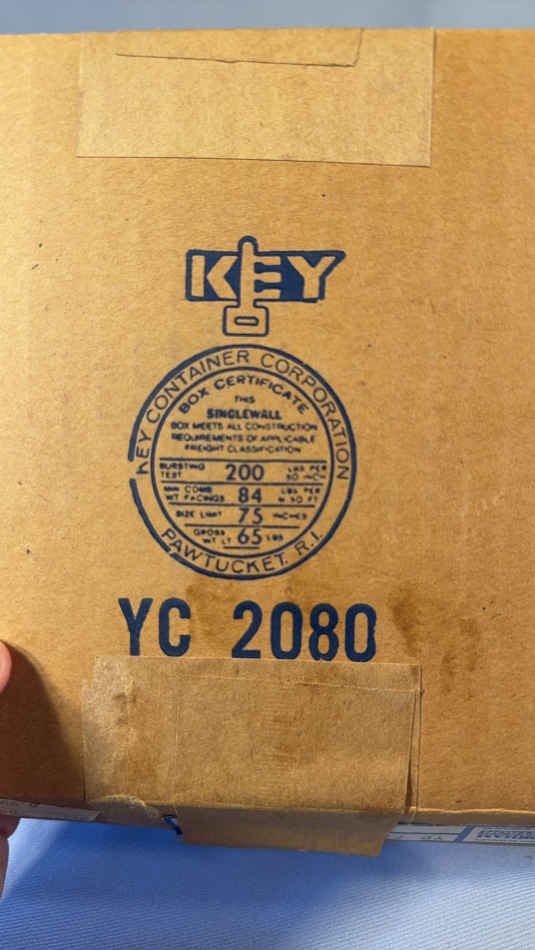 KEY
KEY CONTAINER CORPORATION
BOX CERTIFICATE
THIS
SINGLEWALL
BOX MEETS ALL CONSTRUCTION
REQUIREMENTS OF APPLICABLE
FREIGHT CLASSIFICATION
BURSTING TEST 200 LBS PER SQ INCH
MIN COMB WT FACINGS 84 LBS PER M SQ FT
SIZE LIMIT 75 INCHES
GROSS WT LT 65 LBS
PAWTUCKET R.I.
YC 2080